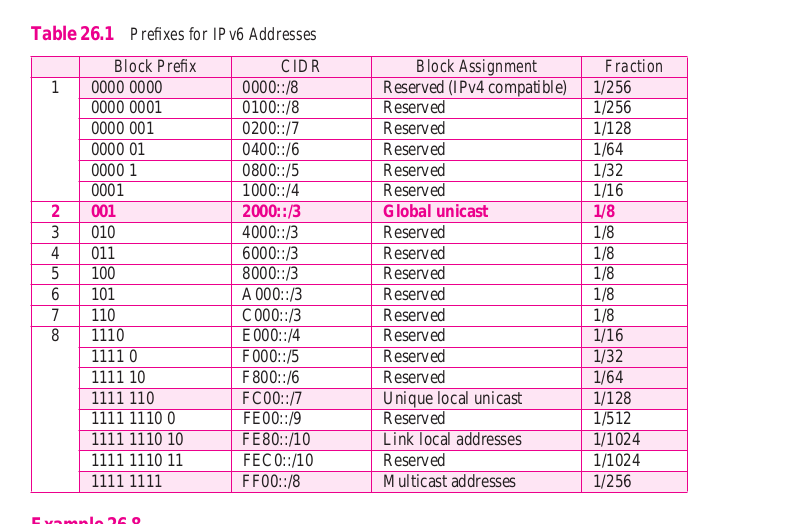 Table 26.1 Prefixes for IPv6 Addresses
Block Prefix CIDR Block Assignment Fraction
1 0000 0000 0000::/8 Reserved (IPv4 compatible) 1/256
0000 0001 0100::/8 Reserved 1/256
0000 001 0200::/7 Reserved 1/128
0000 01 0400::/6 Reserved 1/64
0000 1 0800::/5 Reserved 1/32
0001 1000::/4 Reserved 1/16
2 001 2000::/3 Global unicast 1/8
3 010 4000::/3 Reserved 1/8
4 011 6000::/3 Reserved 1/8
5 100 8000::/3 Reserved 1/8
6 101 A000::/3 Reserved 1/8
7 110 C000::/3 Reserved 1/8
8 1110 E000::/4 Reserved 1/16
1111 0 F000::/5 Reserved 1/32
1111 10 F800::/6 Reserved 1/64
1111 110 FC00::/7 Unique local unicast 1/128
1111 1110 0 FE00::/9 Reserved 1/512
1111 1110 10 FE80::/10 Link local addresses 1/1024
1111 1110 11 FEC0::/10 Reserved 1/1024
1111 1111 FF00::/8 Multicast addresses 1/256
Example 26.8